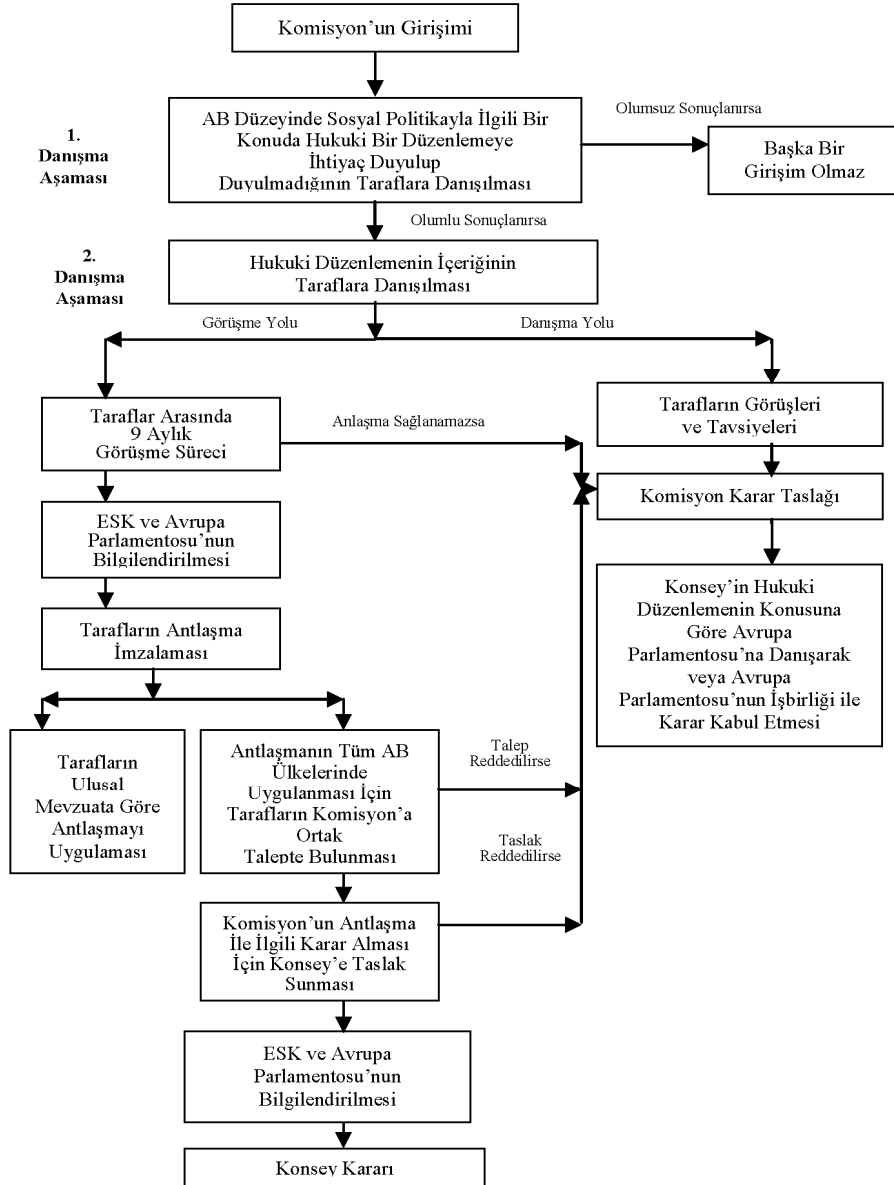 Komisyon’un Girişimi
AB Düzeyinde Sosyal Politikayla İlgili Bir
Konuda Hukuki Bir Düzenlemeye
İhtiyaç Duyulup
Duyulmadığının Taraflara Danışılması
1.
Danışma
Aşaması
Olumsuz Sonuçlanırsa
Başka Bir
Girişim Olmaz
Olumlu Sonuçlanırsa
2.
Danışma
Aşaması
Hukuki Düzenlemenin İçeriğinin
Taraflara Danışılması
Görüşme Yolu
Danışma Yolu
Taraflar Arasında
9 Aylık
Görüşme Süreci
Anlaşma Sağlanamazsa
Tarafların Görüşleri
ve Tavsiyeleri
Komisyon Karar Taslağı
ESK ve Avrupa
Parlamentosu’nun
Bilgilendirilmesi
Konsey’in Hukuki
Düzenlemenin Konusuna
Göre Avrupa
Parlamentosu’na Danışarak
veya Avrupa
Parlamentosu’nun İşbirliği ile
Karar Kabul Etmesi
Tarafların Antlaşma
İmzalaması
Tarafların
Ulusal
Mevzuata Göre
Antlaşmayı
Uygulaması
Antlaşmanın Tüm AB
Ülkelerinde
Uygulanması İçin
Tarafların Komisyon’a
Ortak
Talepte Bulunması
Talep
Reddedilirse
Taslak
Reddedilirse
Komisyon’un Antlaşma
İle İlgili Karar Alması
İçin Konsey’e Taslak
Sunması
ESK ve Avrupa
Parlamentosu’nun
Bilgilendirilmesi
Konsey Kararı